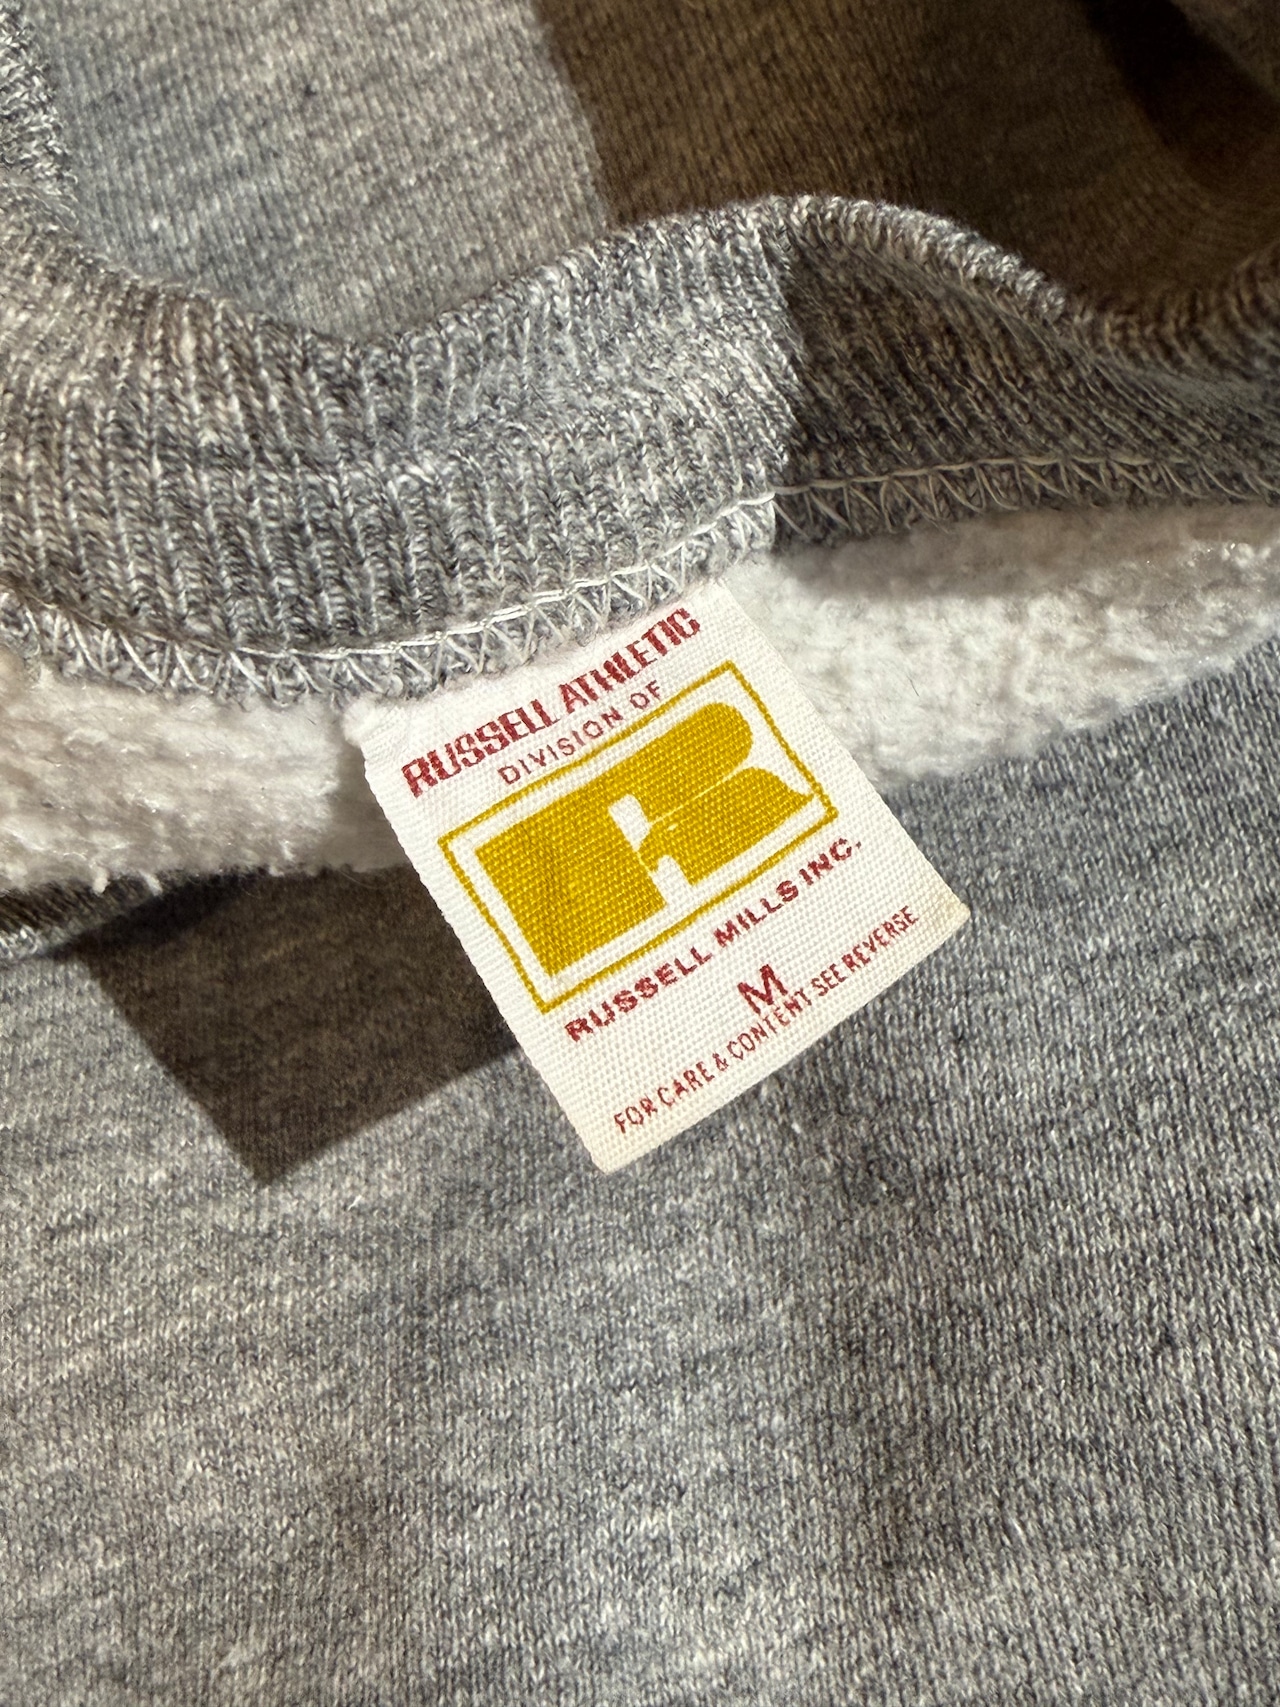 RUSSELL ATHLETIC
DIVISION OF
R
RUSSELL MILLS INC.
M
FOR CARE & CONTENT SEE REVERSE